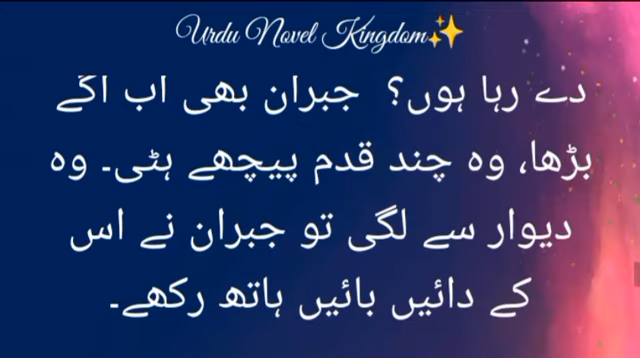 Urdu Novel Kingdom✨
دے رہا ہوں؟ جبران بھی اب آگے
بڑھا، وہ چند قدم پیچھے ہٹی۔ وہ
دیوار سے لگی تو جبران نے اس
کے دائیں بائیں ہاتھ رکھے۔